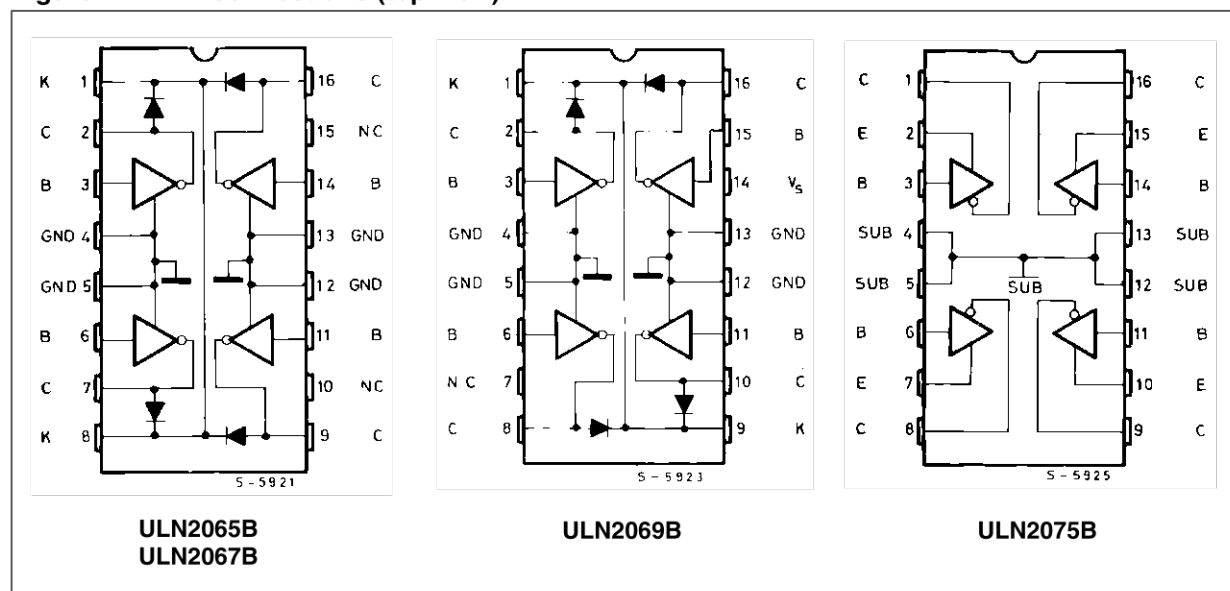 K 1 16 C
C 2 15 NC
B 3 14 B
GND 4 13 GND
GND 5 12 GND
B 6 11 B
C 7 10 NC
K 8 9 C
S-5921
ULN2065B
ULN2067B
K 1 16 C
C 2 15 B
B 3 14 Vs
GND 4 13 GND
GND 5 12 GND
B 6 11 B
NC 7 10 C
C 8 9 K
S-5923
ULN2069B
C 1 16 C
E 2 15 E
B 3 14 B
SUB 4 13 SUB
SUB 5 12 SUB
SUB
B 6 11 B
E 7 10 E
C 8 9 C
S-5925
ULN2075B